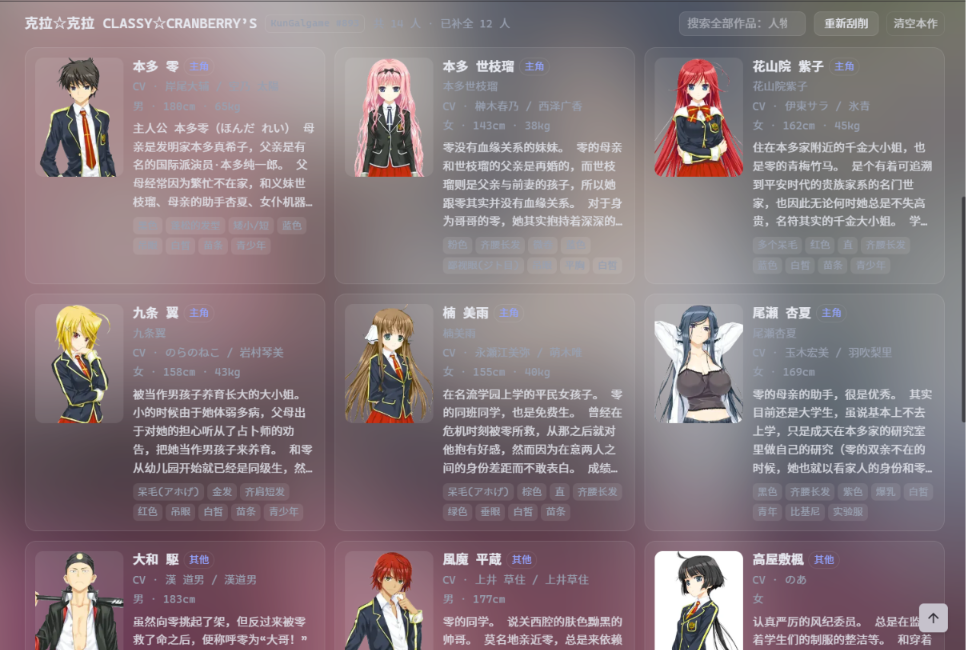 克拉☆克拉 CLASSY☆CRANBERRY'S
共 34 人 · 已补全 12 人
搜索全部作品：人物
重新刮削
清空本作
本多 零 主角
男 · 180cm · 65kg
主人公 本多零（ほんだ れい） 母
亲是发明家本多真希子，父亲是有
名的国际派演员·本多纯一郎。 父
母经常因为繁忙不在家，和义妹世
枝瑠、母亲的助手杏夏、女仆机器…
蓝色
青少年
本多 世枝瑠 主角
本多世枝瑠
CV · 榊木春乃 / 西泽广香
女 · 143cm · 38kg
零没有血缘关系的妹妹。 零的母亲
和世枝瑠的父亲是再婚的，而世枝
瑠则是父亲与前妻的孩子，所以她
跟零其实并没有血缘关系。 对于身
为哥哥的零，她其实抱持着深深的…
粉色 齐腰长发
花山院 紫子 主角
花山院紫子
CV · 伊東サラ / 氷青
女 · 162cm · 45kg
住在本多家附近的千金大小姐，也
是零的青梅竹马。 是个有着可追溯
到平安时代的贵族家系的名门世
家，也因此无论何时她总是不失高
贵，名符其实的千金大小姐。 学…
多个呆毛 红色 直 齐腰长发
蓝色 白皙 苗条 青少年
九条 翼 主角
九条翼
CV · のらのねこ / 岩村琴美
女 · 158cm · 43kg
被当作男孩子养育长大的大小姐。
小的时候由于她体弱多病，父母出
于对她的担心听从了占卜师的劝
告，把她当作男孩子来养育。 和零
从幼儿园开始就已经是同级生，然…
呆毛(アホげ) 金发 齐肩短发
红色 吊眼 白皙 苗条 青少年
楠 美雨 主角
楠美雨
女 · 155cm · 40kg
在名流学园上学的平民女孩子。 零
的同班同学，也是免费生。 曾经在
危机时刻被零所救，从那之后就对
他抱有好感，然而因为在意两人之
间的身份差距而不敢表白。 成绩…
呆毛(アホげ) 棕色 直 齐腰长发
绿色 垂眼 白皙 苗条
尾瀬 杏夏 主角
尾瀬杏夏
CV · 玉木宏美 / 羽吹梨里
女 · 169cm
零的母亲的助手，很是优秀。 其实
目前还是大学生，虽说基本上不去
上学，只是成天在本多家的研究室
里做自己的研究（零的双亲不在的
时候，她也就以看家人的身份和零…
黑色 齐腰长发 紫色 爆乳 白皙
青年 比基尼 实验服
大和 駆 其他
CV · 漢 道男 / 漢道男
男 · 183cm
虽然向零挑起了架，但反过来被零
救了命之后，便称呼零为“大哥！”
風魔 平蔵 其他
CV · 上井 草住 / 上井草住
男 · 177cm
零的同学。 说关西腔的肤色黝黑的
帅哥。 莫名地亲近零，总是来依赖
高屋敷楓 其他
CV · のあ
女
认真严厉的风纪委员。 总是在监
着学生们的制服的整洁等。 和穿着